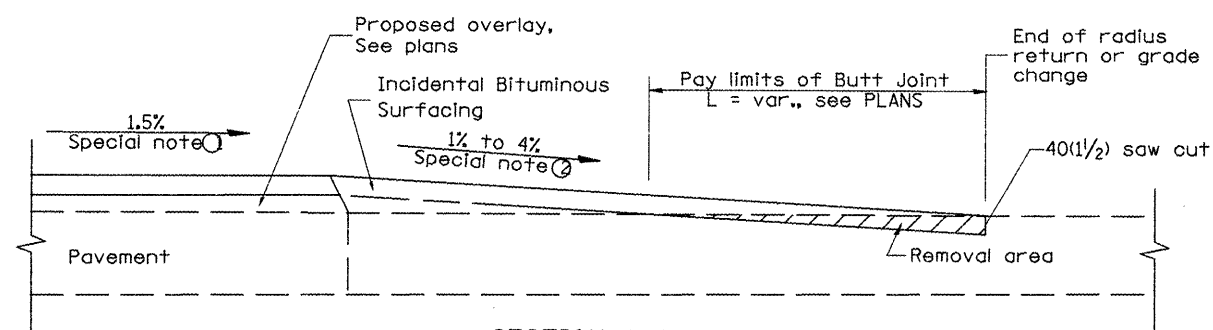 Proposed overlay,
See plans
End of radius
return or grade
change
Pay limits of Butt Joint
L = var., see PLANS
Incidental Bituminous
Surfacing
1.5%
Special note 1
1% to 4%
Special note 2
40(1½) saw cut
Pavement
Removal area